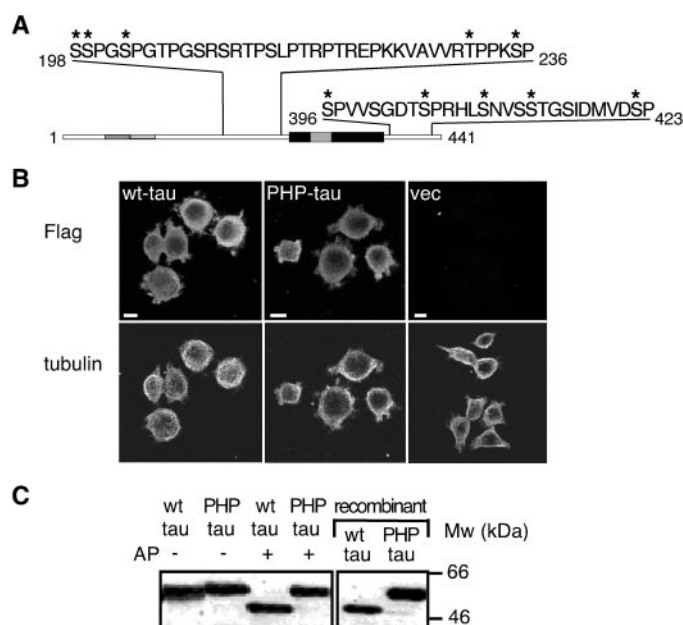 A
* * * * *
SSPGSPGTPGSRSRTPSLPTRPTREPKKVAVVRTPPKSP
198 236
* * * * *
SPVVSGDTSPRHLSNVSSTGSIDMVDSP
396 423
1 441
B
wt-tau PHP-tau vec
Flag
tubulin
C
wt tau PHP tau wt tau PHP tau recombinant wt tau PHP tau Mw (kDa)
AP - - + +
66
46